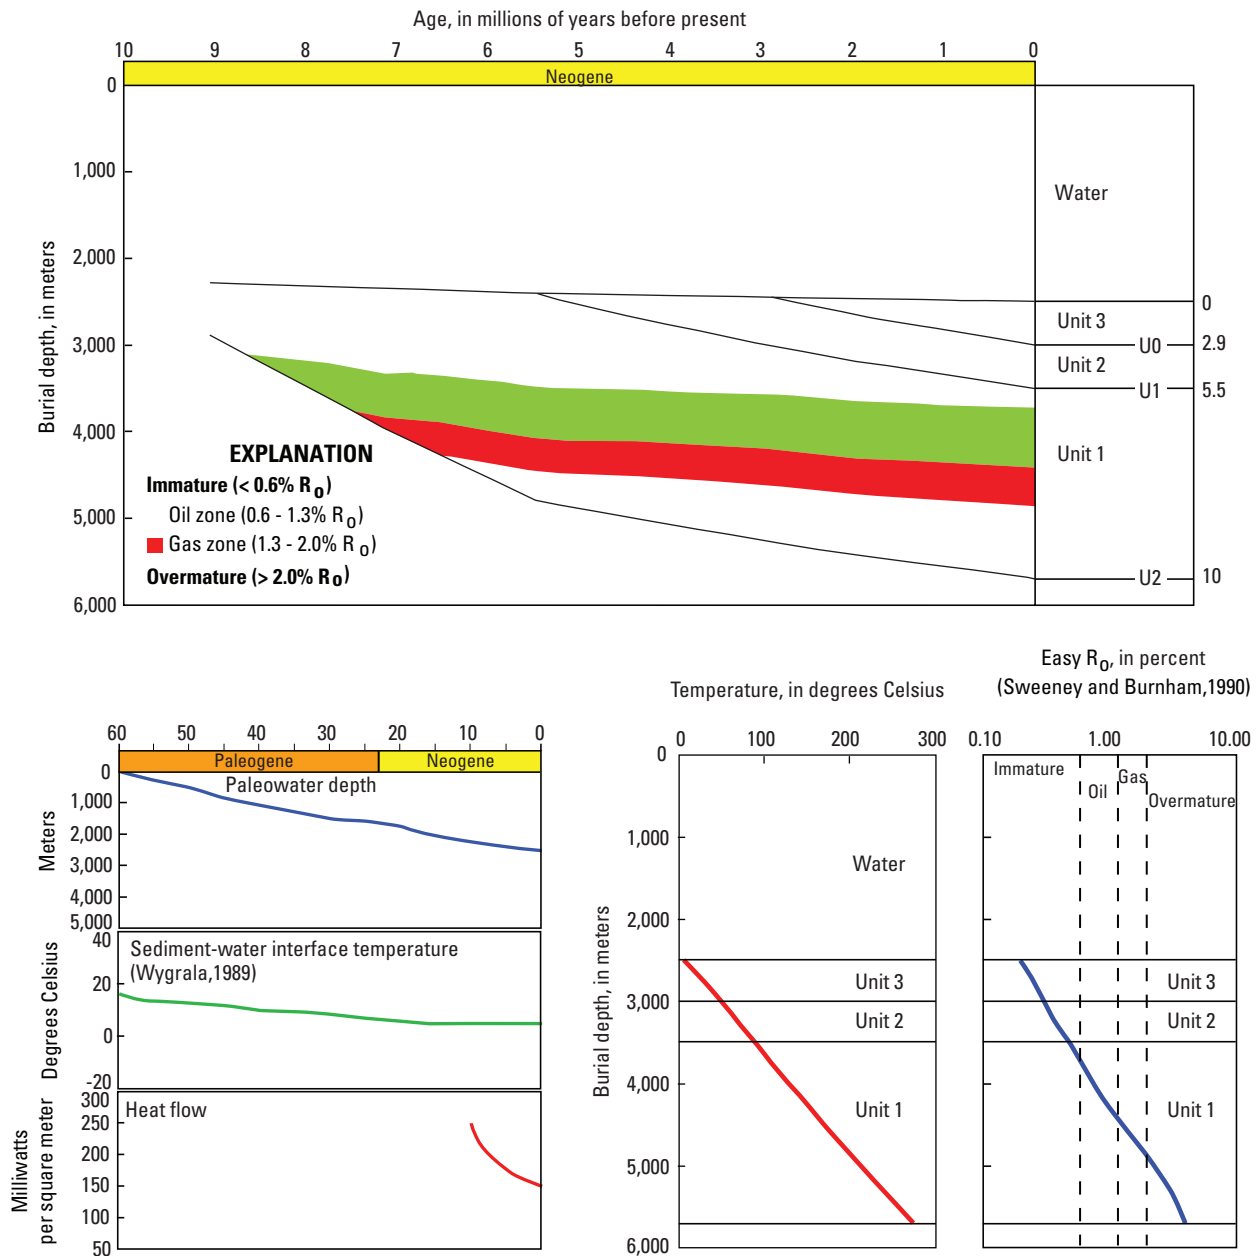 Age, in millions of years before present
10 9 8 7 6 5 4 3 2 1 0
Neogene
Burial depth, in meters
0
1,000
2,000
3,000
4,000
5,000
6,000
Water
Unit 3
Unit 2
Unit 1
U0
U1
U2
0
2.9
5.5
10
EXPLANATION
Immature (< 0.6% Ro)
Oil zone (0.6 - 1.3% Ro)
Gas zone (1.3 - 2.0% Ro)
Overmature (> 2.0% Ro)
60 50 40 30 20 10 0
Paleogene Neogene
Paleowater depth
Meters
0
1,000
2,000
3,000
4,000
5,000
Sediment-water interface temperature
(Wygrala,1989)
Degrees Celsius
40
20
0
-20
Heat flow
Milliwatts
per square meter
300
250
200
150
100
50
Temperature, in degrees Celsius
0 100 200 300
Burial depth, in meters
0
1,000
2,000
3,000
4,000
5,000
6,000
Water
Unit 3
Unit 2
Unit 1
Easy Ro, in percent
(Sweeney and Burnham,1990)
0.10 1.00 10.00
Immature
Oil
Gas
Overmature
Unit 3
Unit 2
Unit 1